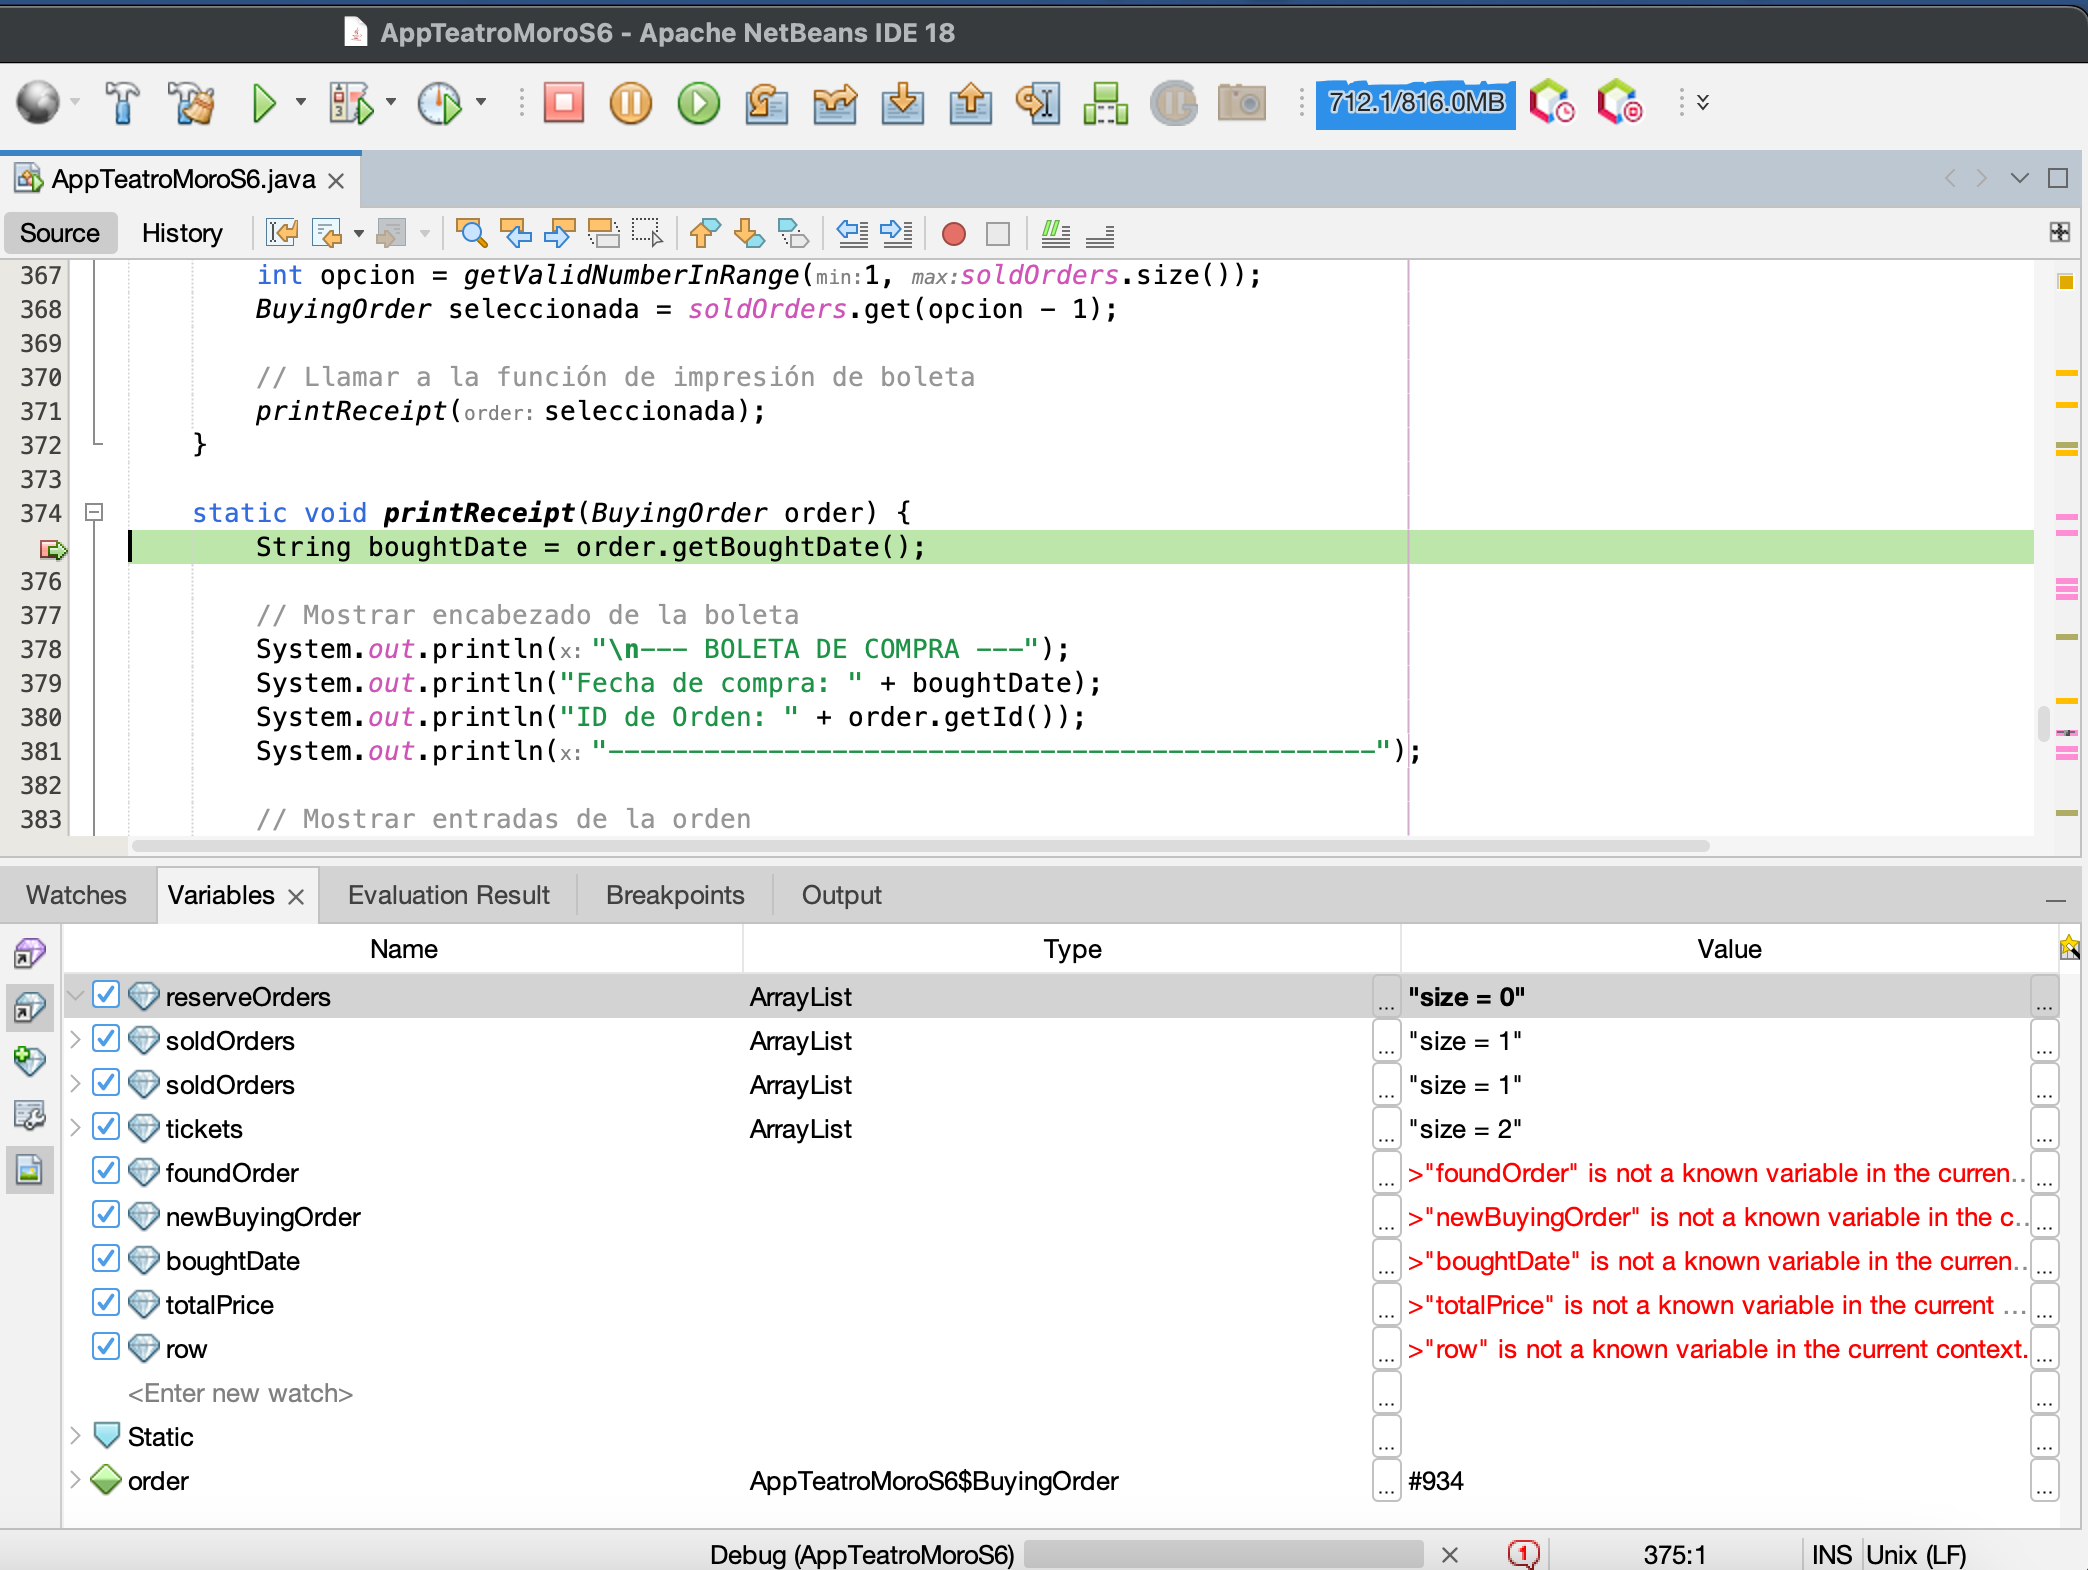 AppTeatroMoroS6 - Apache NetBeans IDE 18
712.1/816.0MB
AppTeatroMoroS6.java
Source History
367 int opcion = getValidNumberInRange(min:1, max:soldOrders.size());
368 BuyingOrder seleccionada = soldOrders.get(opcion - 1);
369
370 // Llamar a la función de impresión de boleta
371 printReceipt(order: seleccionada);
372 }
373
374 static void printReceipt(BuyingOrder order) {
String boughtDate = order.getBoughtDate();
376
377 // Mostrar encabezado de la boleta
378 System.out.println(x: "\n--- BOLETA DE COMPRA ---");
379 System.out.println("Fecha de compra: " + boughtDate);
380 System.out.println("ID de Orden: " + order.getId());
381 System.out.println(x: "------------------------------------------------");
382
383 // Mostrar entradas de la orden
Watches Variables Evaluation Result Breakpoints Output
Name Type Value
reserveOrders ArrayList ... "size = 0" ...
soldOrders ArrayList ... "size = 1" ...
soldOrders ArrayList ... "size = 1" ...
tickets ArrayList ... "size = 2" ...
foundOrder ... >"foundOrder" is not a known variable in the curren... ...
newBuyingOrder ... >"newBuyingOrder" is not a known variable in the c... ...
boughtDate ... >"boughtDate" is not a known variable in the curren... ...
totalPrice ... >"totalPrice" is not a known variable in the current ... ...
row ... >"row" is not a known variable in the current context. ...
<Enter new watch> ... ...
Static ... ...
order AppTeatroMoroS6$BuyingOrder ... #934 ...
Debug (AppTeatroMoroS6) 1 375:1 INS Unix (LF)